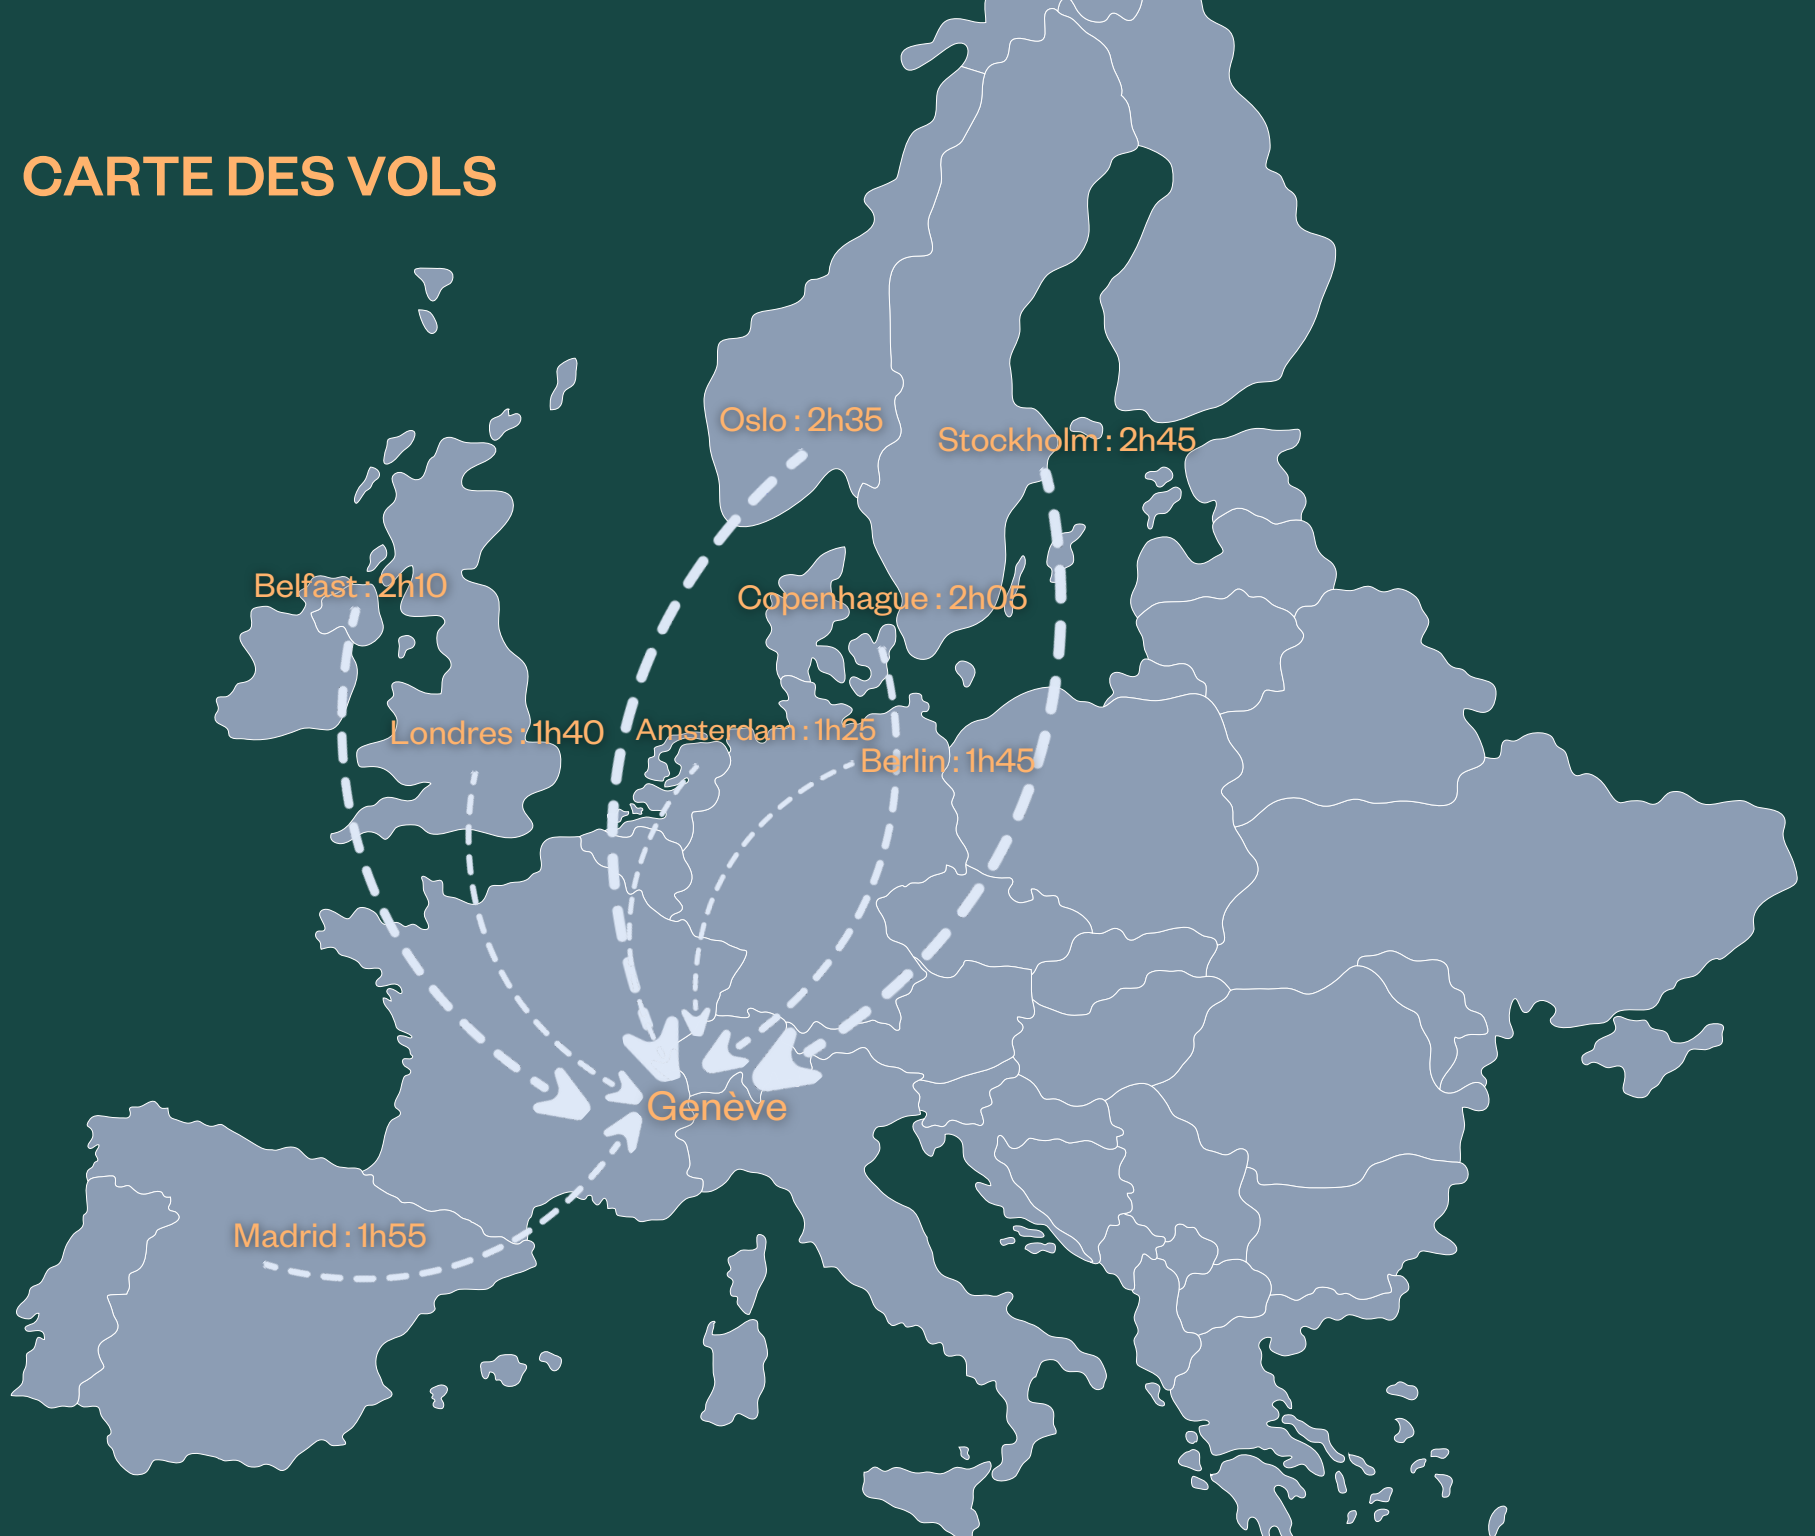 CARTE DES VOLS
Oslo : 2h35
Stockholm : 2h45
Belfast : 2h10
Copenhague : 2h05
Londres : 1h40
Amsterdam : 1h25
Berlin : 1h45
Genève
Madrid : 1h55